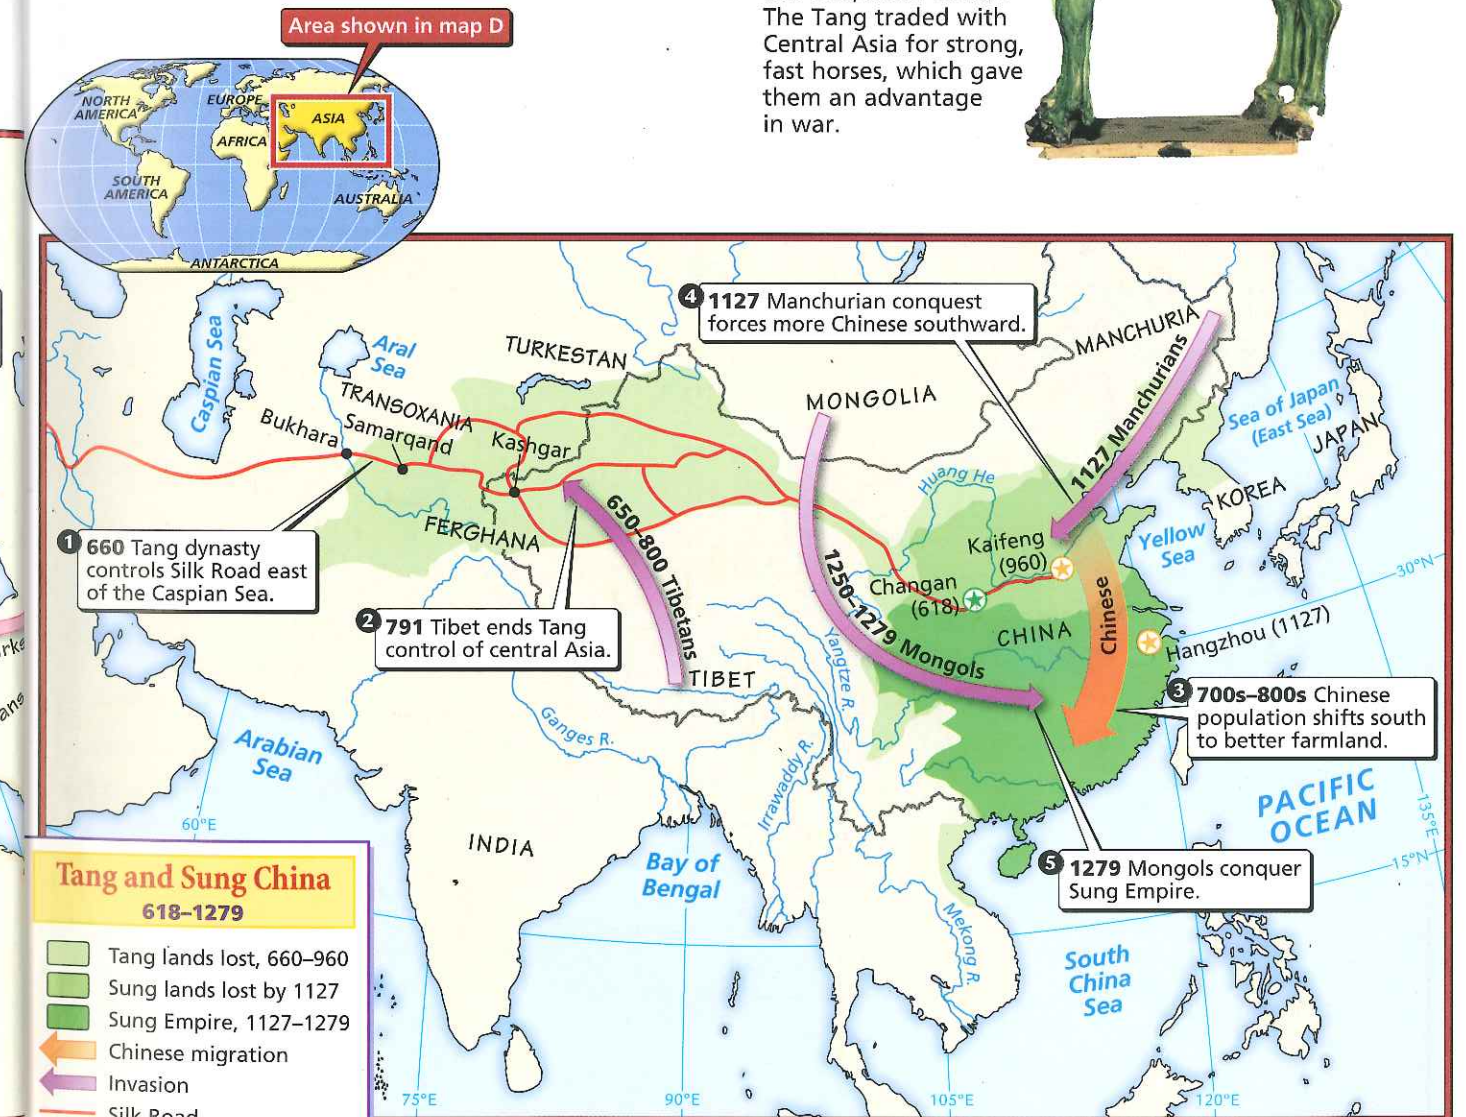 The Tang traded with
Central Asia for strong,
fast horses, which gave
them an advantage
in war.
Area shown in map D
NORTH
AMERICA
EUROPE
ASIA
AFRICA
SOUTH
AMERICA
AUSTRALIA
ANTARCTICA
4 1127 Manchurian conquest
forces more Chinese southward.
MANCHURIA
Caspian Sea
Aral
Sea
TURKESTAN
TRANSOXANIA
MONGOLIA
1127 Manchurians
Sea of Japan
(East Sea)
JAPAN
Bukhara
Samarqand
Kashgar
Huang He
KOREA
FERGHANA
650–800 Tibetans
1 660 Tang dynasty
controls Silk Road east
of the Caspian Sea.
Kaifeng
(960)
Yellow
Sea
30°N
Changan
(618)
1250–1279 Mongols
Chinese
CHINA
Hangzhou (1127)
2 791 Tibet ends Tang
control of central Asia.
TIBET
Yangtze R.
3 700s–800s Chinese
population shifts south
to better farmland.
Ganges R.
Arabian
Sea
Irrawaddy R.
PACIFIC
OCEAN
135°E
60°E
INDIA
Bay of
Bengal
15°N
5 1279 Mongols conquer
Sung Empire.
Mekong R.
South
China
Sea
Tang and Sung China
618–1279
Tang lands lost, 660–960
Sung lands lost by 1127
Sung Empire, 1127–1279
Chinese migration
Invasion
Silk Road
75°E
90°E
105°E
120°E